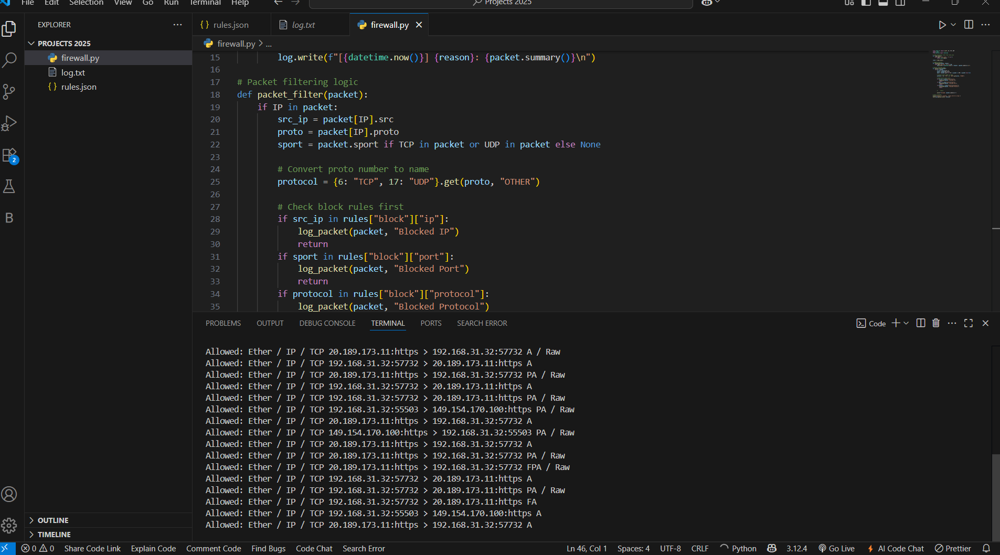 File Edit Selection View Go Run Terminal Help
Projects 2025
EXPLORER
PROJECTS 2025
firewall.py
log.txt
{} rules.json
2
B
OUTLINE
TIMELINE
{} rules.json log.txt firewall.py
firewall.py > ...
15 log.write(f"[{datetime.now()}] {reason}: {packet.summary()}\n")
16
17 # Packet filtering logic
18 def packet_filter(packet):
19 if IP in packet:
20 src_ip = packet[IP].src
21 proto = packet[IP].proto
22 sport = packet.sport if TCP in packet or UDP in packet else None
23
24 # Convert proto number to name
25 protocol = {6: "TCP", 17: "UDP"}.get(proto, "OTHER")
26
27 # Check block rules first
28 if src_ip in rules["block"]["ip"]:
29 log_packet(packet, "Blocked IP")
30 return
31 if sport in rules["block"]["port"]:
32 log_packet(packet, "Blocked Port")
33 return
34 if protocol in rules["block"]["protocol"]:
35 log_packet(packet, "Blocked Protocol")
PROBLEMS OUTPUT DEBUG CONSOLE TERMINAL PORTS SEARCH ERROR
Code
Allowed: Ether / IP / TCP 20.189.173.11:https > 192.168.31.32:57732 A / Raw
Allowed: Ether / IP / TCP 192.168.31.32:57732 > 20.189.173.11:https A
Allowed: Ether / IP / TCP 20.189.173.11:https > 192.168.31.32:57732 PA / Raw
Allowed: Ether / IP / TCP 192.168.31.32:57732 > 20.189.173.11:https A
Allowed: Ether / IP / TCP 192.168.31.32:57732 > 20.189.173.11:https PA / Raw
Allowed: Ether / IP / TCP 192.168.31.32:55503 > 149.154.170.100:https PA / Raw
Allowed: Ether / IP / TCP 20.189.173.11:https > 192.168.31.32:57732 A
Allowed: Ether / IP / TCP 149.154.170.100:https > 192.168.31.32:55503 PA / Raw
Allowed: Ether / IP / TCP 20.189.173.11:https > 192.168.31.32:57732 A
Allowed: Ether / IP / TCP 20.189.173.11:https > 192.168.31.32:57732 PA / Raw
Allowed: Ether / IP / TCP 20.189.173.11:https > 192.168.31.32:57732 FPA / Raw
Allowed: Ether / IP / TCP 192.168.31.32:57732 > 20.189.173.11:https A
Allowed: Ether / IP / TCP 192.168.31.32:57732 > 20.189.173.11:https PA / Raw
Allowed: Ether / IP / TCP 192.168.31.32:57732 > 20.189.173.11:https FA
Allowed: Ether / IP / TCP 192.168.31.32:55503 > 149.154.170.100:https A
Allowed: Ether / IP / TCP 20.189.173.11:https > 192.168.31.32:57732 A
0 0 Share Code Link Explain Code Comment Code Find Bugs Code Chat Search Error Ln 46, Col 1 Spaces: 4 UTF-8 CRLF Python 3.12.4 Go Live AI Code Chat Prettier